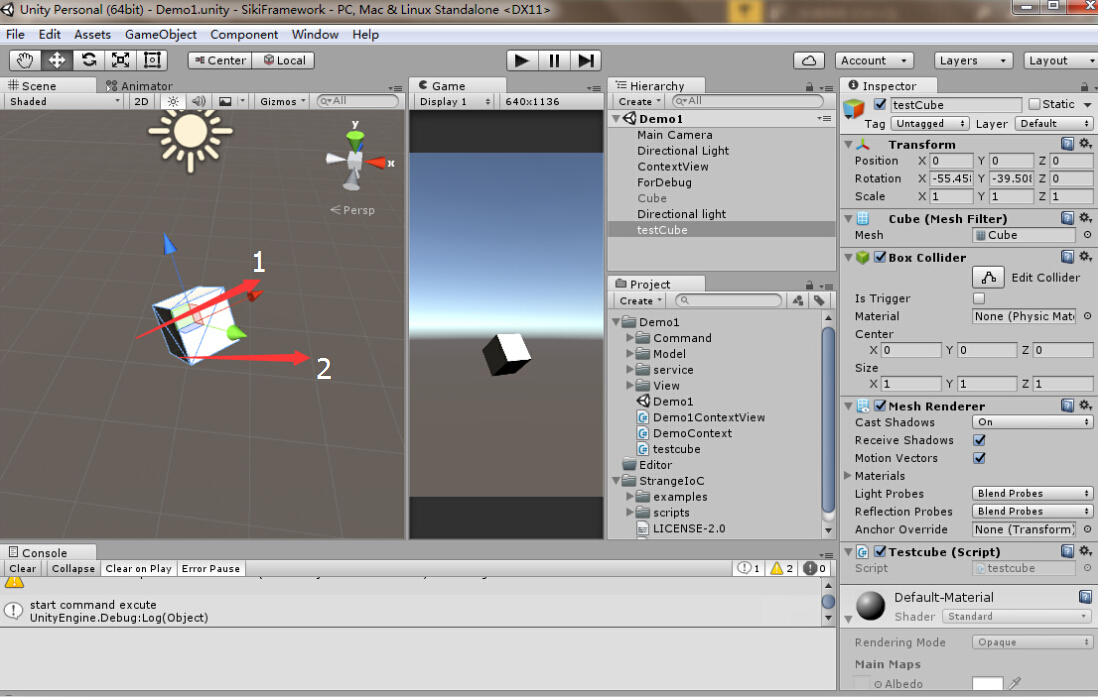 Unity Personal (64bit) - Demo1.unity - SikiFramework - PC, Mac & Linux Standalone <DX11>
File Edit Assets GameObject Component Window Help
Center Local Account Layers Layout
Scene Animator
Shaded 2D Gizmos All
y
x
Persp
1
2
Game
Display 1 640x1136
Hierarchy
Create All
Demo1
Main Camera
Directional Light
ContextView
ForDebug
Cube
Directional light
testCube
Project
Create
Demo1
Command
Model
service
View
Demo1
Demo1ContextView
DemoContext
testcube
Editor
StrangeIoC
examples
scripts
LICENSE-2.0
Inspector
testCube Static
Tag Untagged Layer Default
Transform
Position X 0 Y 0 Z 0
Rotation X -55.458 Y -39.508 Z 0
Scale X 1 Y 1 Z 1
Cube (Mesh Filter)
Mesh Cube
Box Collider
Edit Collider
Is Trigger
Material None (Physic Mate
Center
X 0 Y 0 Z 0
Size
X 1 Y 1 Z 1
Mesh Renderer
Cast Shadows On
Receive Shadows
Motion Vectors
Materials
Light Probes Blend Probes
Reflection Probes Blend Probes
Anchor Override None (Transform)
Testcube (Script)
Script testcube
Default-Material
Shader Standard
Rendering Mode Opaque
Main Maps
Albedo
Console
Clear Collapse Clear on Play Error Pause 1 2 0
start command excute
UnityEngine.Debug:Log(Object)